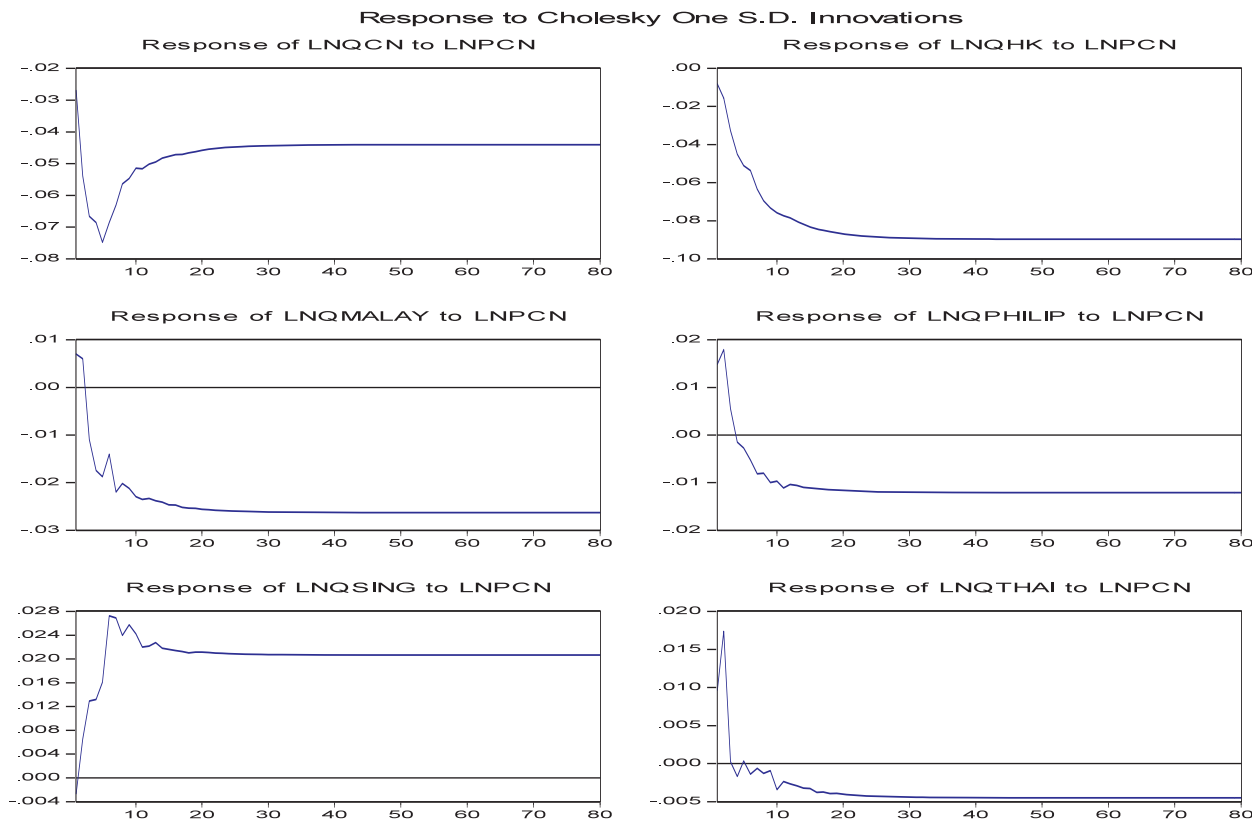 Response to Cholesky One S.D. Innovations
Response of LNQCN to LNPCN
-.02
-.03
-.04
-.05
-.06
-.07
-.08
10 20 30 40 50 60 70 80
Response of LNQHK to LNPCN
.00
-.02
-.04
-.06
-.08
-.10
10 20 30 40 50 60 70 80
Response of LNQMALAY to LNPCN
.01
.00
-.01
-.02
-.03
10 20 30 40 50 60 70 80
Response of LNQPHILIP to LNPCN
.02
.01
.00
-.01
-.02
10 20 30 40 50 60 70 80
Response of LNQSING to LNPCN
.028
.024
.020
.016
.012
.008
.004
.000
-.004
10 20 30 40 50 60 70 80
Response of LNQTHAI to LNPCN
.020
.015
.010
.005
.000
-.005
10 20 30 40 50 60 70 80